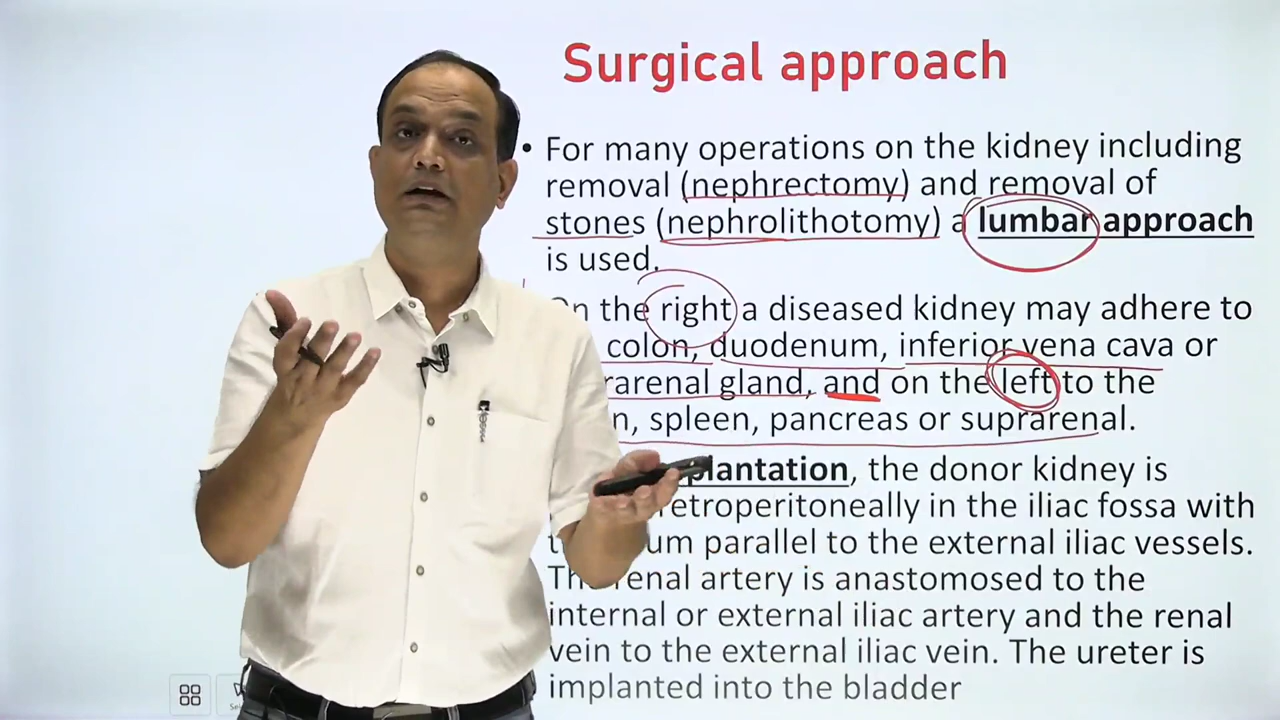 Surgical approach
• For many operations on the kidney including
removal (nephrectomy) and removal of
stones (nephrolithotomy) a lumbar approach
is used.
the right a diseased kidney may adhere to
colon, duodenum, inferior vena cava or
gland, and on the left to the
spleen, pancreas or suprarenal.
the donor kidney is
retroperitoneally in the iliac fossa with
parallel to the external iliac vessels.
renal artery is anastomosed to the
internal or external iliac artery and the renal
vein to the external iliac vein. The ureter is
implanted into the bladder